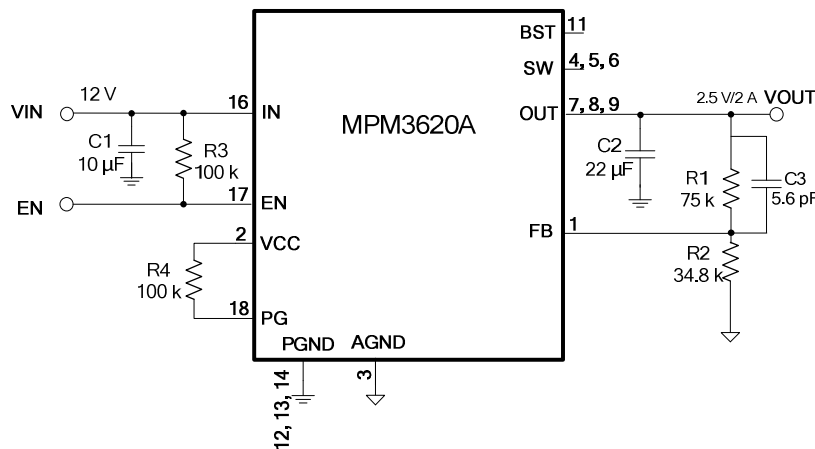 BST
11
SW
4, 5, 6
VIN
12 V
16
IN
MPM3620A
OUT
7, 8, 9
2.5 V/2 A
VOUT
C1
10 µF
R3
100 k
C2
22 µF
R1
75 k
C3
5.6 pF
EN
17
EN
2
VCC
FB
1
R4
100 k
R2
34.8 k
18
PG
PGND
AGND
12, 13, 14
3